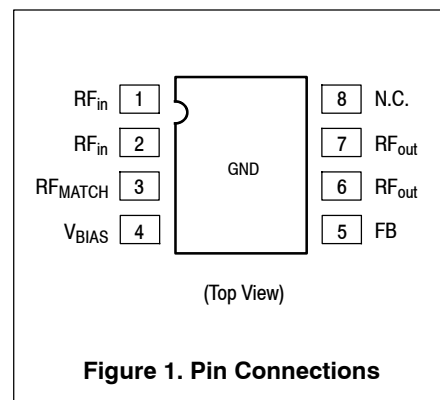 RFin 1 8 N.C.
RFin 2 7 RFout
GND
RFMATCH 3 6 RFout
VBIAS 4 5 FB
(Top View)
Figure 1. Pin Connections